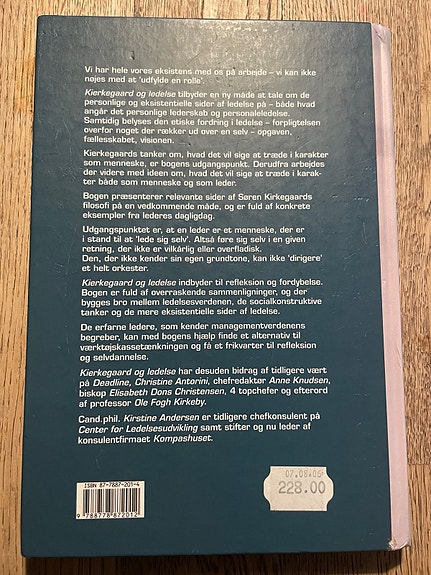 Vi har hele vores eksistens med os på arbejde – vi kan ikke
nøjes med at 'udfylde en rolle'.
Kierkegaard og ledelse tilbyder en ny måde at tale om de
personlige og eksistentielle sider af ledelse på – både hvad
angår det personlige lederskab og personaleledelse.
Samtidig belyses den etiske fordring i ledelse – forpligtelsen
overfor noget der rækker ud over en selv – opgaven,
fællesskabet, visionen.
Kierkegaards tanker om, hvad det vil sige at træde i karakter
som menneske, er bogens udgangspunkt. Derudfra arbejdes
der videre med ideen om, hvad det vil sige at træde i karak-
ter både som menneske og som leder.
Bogen præsenterer relevante sider af Søren Kirkegaards
filosofi på en vedkommende måde, og er fuld af konkrete
eksempler fra lederes dagligdag.
Udgangspunktet er, at en leder er et menneske, der er
i stand til at 'lede sig selv'. Altså føre sig selv i en given
retning, der ikke er vilkårlig eller overfladisk.
Den, der ikke kender sin egen grundtone, kan ikke 'dirigere'
et helt orkester.
Kierkegaard og ledelse indbyder til refleksion og fordybelse.
Bogen er fuld af overraskende sammenligninger, og der
bygges bro mellem ledelsesverdenen, de socialkonstruktive
tanker og de mere eksistentielle sider af ledelse.
De erfarne ledere, som kender managementverdenens
begreber, kan med bogens hjælp finde et alternativ til
værktøjskassetænkningen og få et frikvarter til refleksion
og selvdannelse.
Kierkegaard og ledelse har desuden bidrag af tidligere vært
på Deadline, Christine Antorini, chefredaktør Anne Knudsen,
biskop Elisabeth Dons Christensen, 4 topchefer og efterord
af professor Ole Fogh Kirkeby.
Cand.phil. Kirstine Andersen er tidligere chefkonsulent på
Center for Ledelsesudvikling samt stifter og nu leder af
konsulentfirmaet Kompashuset.
ISBN 87-7887-201-4
9 788778 872012
07.08.06
228.00